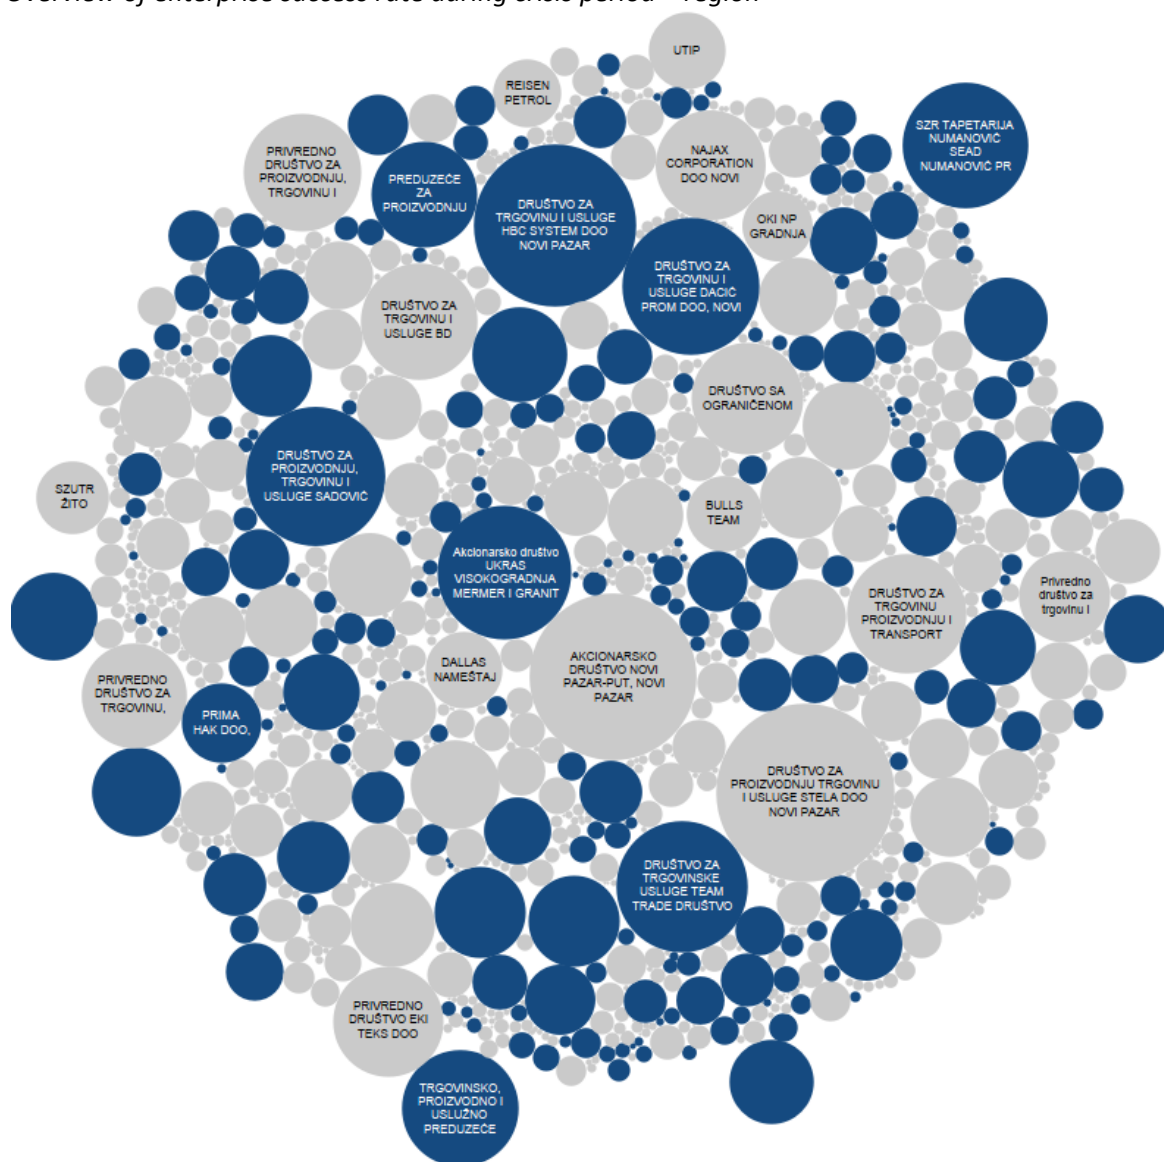 Overview of enterprise success rate during crisis period – region
UTIP
REISEN
PETROL
SZR TAPETARIJA
NUMANOVIĆ
SEAD
NUMANOVIĆ PR
PRIVREDNO
DRUŠTVO ZA
PROIZVODNJU,
TRGOVINU I
NAJAX
CORPORATION
DOO NOVI
PREDUZEĆE
ZA
PROIZVODNJU
DRUŠTVO ZA
TRGOVINU I USLUGE
HBC SYSTEM DOO
NOVI PAZAR
OKI NP
GRADNJA
DRUŠTVO ZA
TRGOVINU I
USLUGE DACIĆ
PROM DOO, NOVI
DRUŠTVO ZA
TRGOVINU I
USLUGE BD
DRUŠTVO SA
OGRANIČENOM
DRUŠTVO ZA
PROIZVODNJU,
TRGOVINU I
USLUGE SADOVIĆ
SZUTR
ŽITO
BULLS
TEAM
Akcionarsko društvo
UKRAS
VISOKOGRADNJA
MERMER I GRANIT
DRUŠTVO ZA
TRGOVINU
PROIZVODNJU I
TRANSPORT
Privredno
društvo za
trgovinu I
DALLAS
NAMEŠTAJ
AKCIONARSKO
DRUŠTVO NOVI
PAZAR-PUT, NOVI
PAZAR
PRIVREDNO
DRUŠTVO ZA
TRGOVINU,
PRIMA
HAK DOO,
DRUŠTVO ZA
PROIZVODNJU TRGOVINU
I USLUGE STELA DOO
NOVI PAZAR
DRUŠTVO ZA
TRGOVINSKE
USLUGE TEAM
TRADE DRUŠTVO
PRIVREDNO
DRUŠTVO EKI
TEKS DOO
TRGOVINSKO,
PROIZVODNO I
USLUŽNO
PREDUZEĆE